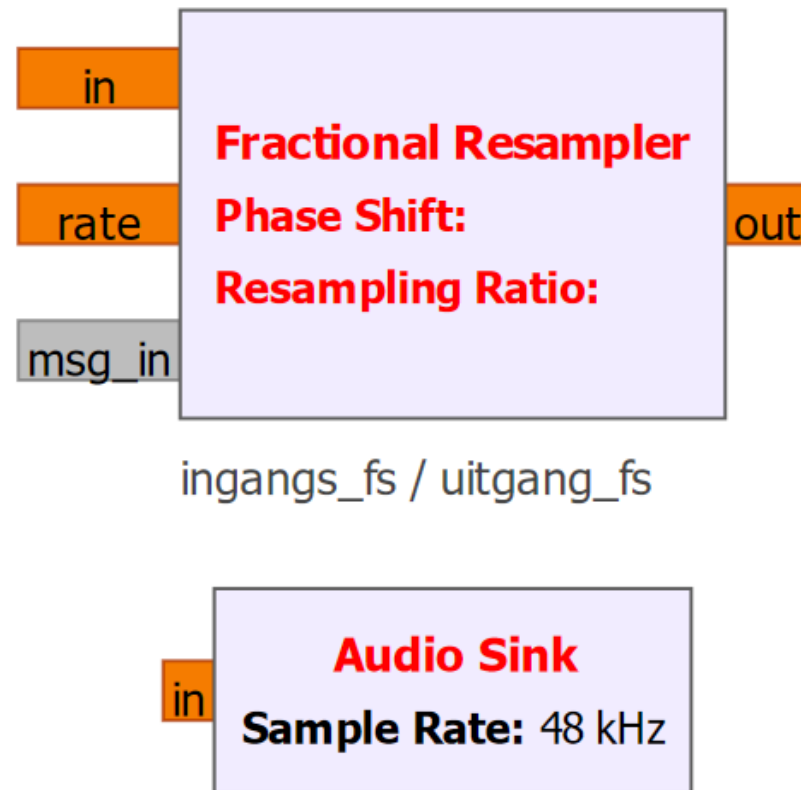 in
Fractional Resampler
rate
Phase Shift:
out
Resampling Ratio:
msg_in
ingangs_fs / uitgang_fs
Audio Sink
in
Sample Rate: 48 kHz